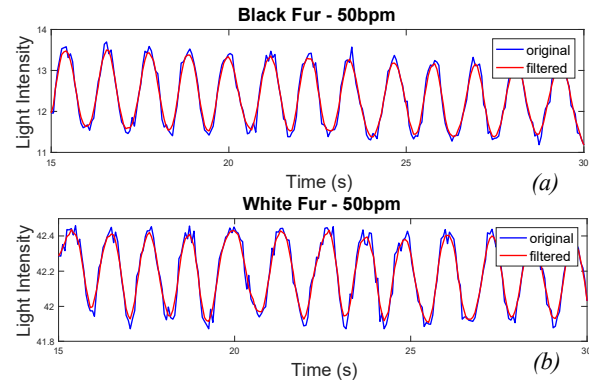 Black Fur - 50bpm
14
13
12
11
Light Intensity
original
filtered
15
20
25
30
Time (s)
(a)
White Fur - 50bpm
42.4
42.2
42
41.8
Light Intensity
original
filtered
15
20
25
30
Time (s)
(b)